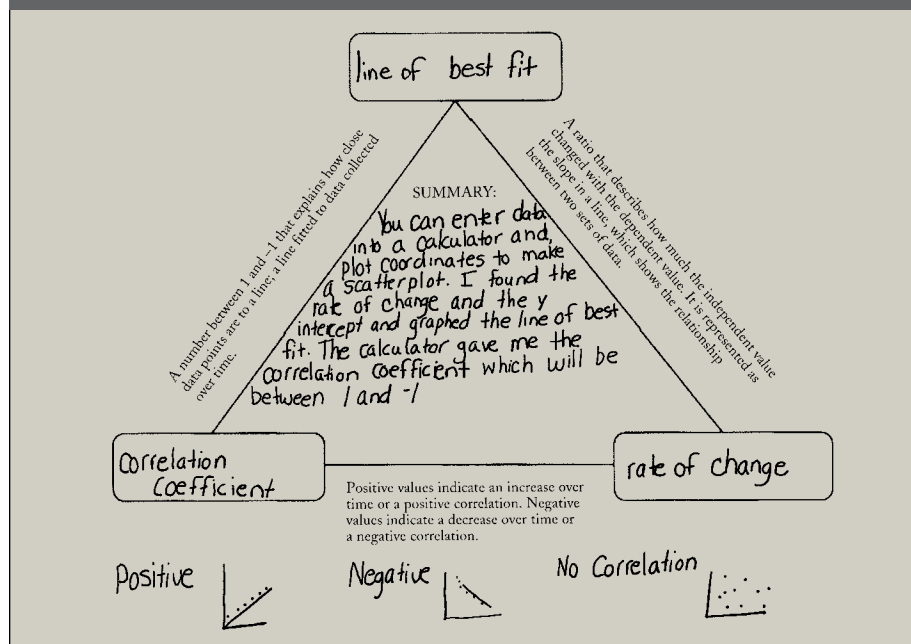 line of best fit
A number between 1 and –1 that explains how close
data points are to a line; a line fitted to data collected
over time.
A ratio that describes how much the independent value
changed with the dependent value. It is represented as
the slope in a line, which shows the relationship
between two sets of data.
SUMMARY:
You can enter data
into a calculator and,
plot coordinates to make
a scatterplot. I found the
rate of change and the y
intercept and graphed the line of best
fit. The calculator gave me the
correlation coefficient which will be
between 1 and -1
Correlation
Coefficient
rate of change
Positive values indicate an increase over
time or a positive correlation. Negative
values indicate a decrease over time or
a negative correlation.
Positive
Negative
No Correlation